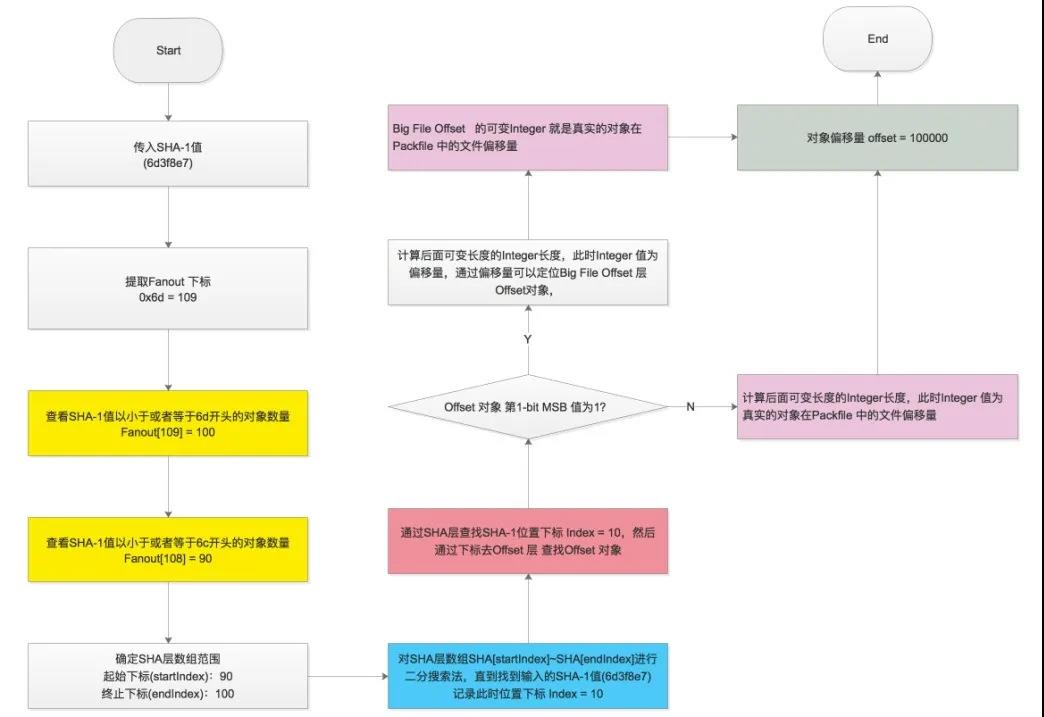 Start
传入SHA-1值
(6d3f8e7)
提取Fanout 下标
0x6d = 109
查看SHA-1值以小于或者等于6d开头的对象数量
Fanout[109] = 100
查看SHA-1值以小于或者等于6c开头的对象数量
Fanout[108] = 90
确定SHA层数组范围
起始下标(startIndex)：90
终止下标(endIndex)：100
对SHA层数组SHA[startIndex]~SHA[endIndex]进行
二分搜索法，直到找到输入的SHA-1值(6d3f8e7)
记录此时位置下标 Index = 10
通过SHA层查找SHA-1位置下标 Index = 10，然后
通过下标去Offset 层 查找Offset 对象
Offset 对象 第1-bit MSB 值为1?
Y
计算后面可变长度的Integer长度，此时Integer 值为
偏移量，通过偏移量可以定位Big File Offset 层
Offset对象，
Big File Offset 的可变Integer 就是真实的对象在
Packfile 中的文件偏移量
N
计算后面可变长度的Integer长度，此时Integer 值为
真实的对象在Packfile 中的文件偏移量
对象偏移量 offset = 100000
End